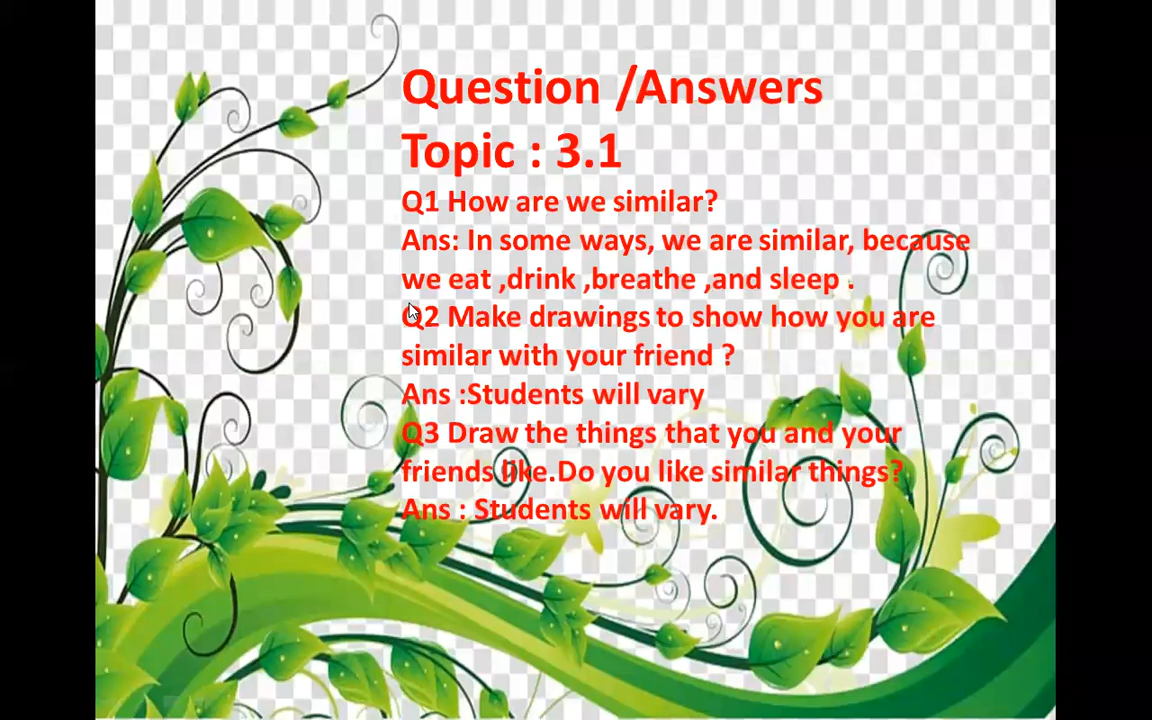 Question /Answers
Topic : 3.1
Q1 How are we similar?
Ans: In some ways, we are similar, because
we eat ,drink ,breathe ,and sleep .
Q2 Make drawings to show how you are
similar with your friend ?
Ans :Students will vary
Q3 Draw the things that you and your
friends like.Do you like similar things?
Ans : Students will vary.